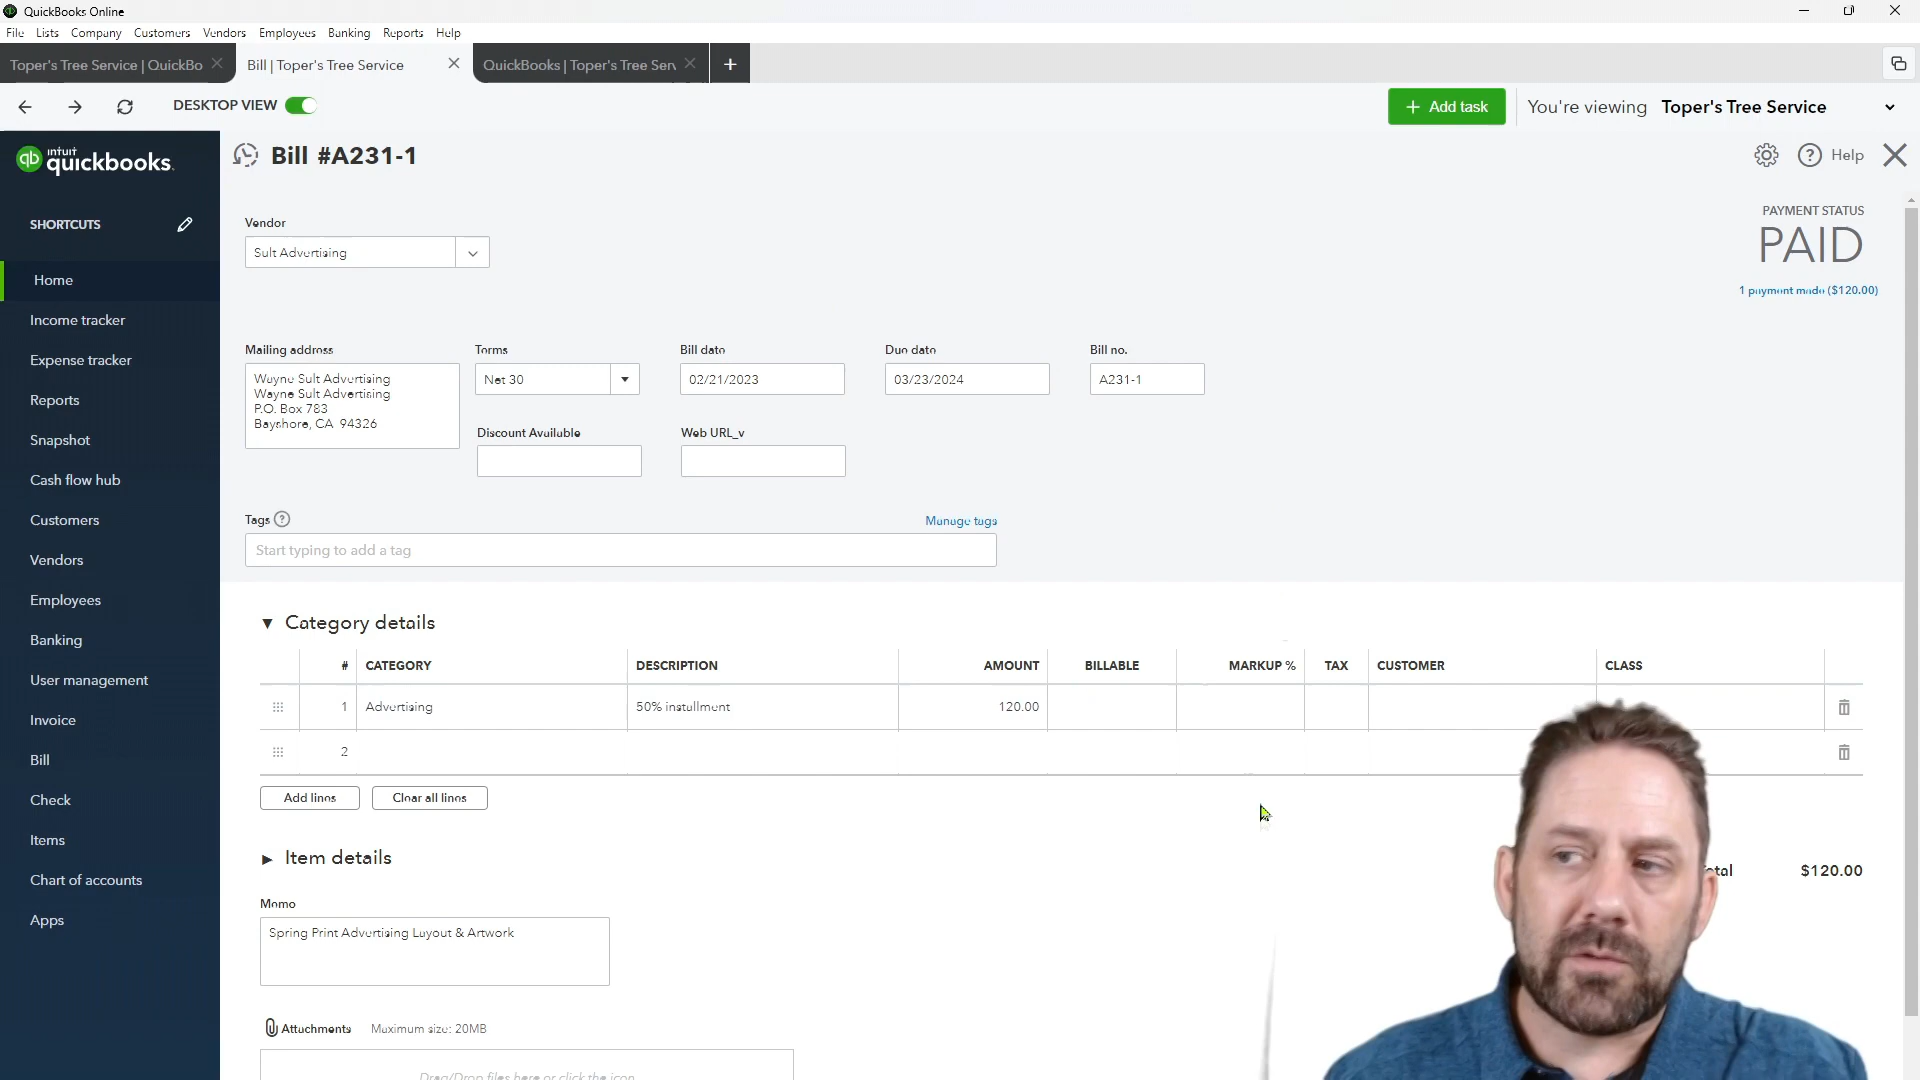 QuickBooks Online
File Lists Company Customers Vendors Employees Banking Reports Help
Toper's Tree Service | QuickBo
Bill | Toper's Tree Service
QuickBooks | Toper's Tree Serv
DESKTOP VIEW
+ Add task
You're viewing Toper's Tree Service
qb intuit quickbooks.
Bill #A231-1
Help
SHORTCUTS
Home
Income tracker
Expense tracker
Reports
Snapshot
Cash flow hub
Customers
Vendors
Employees
Banking
User management
Invoice
Bill
Check
Items
Chart of accounts
Apps
PAYMENT STATUS
PAID
1 payment made ($120.00)
Vendor
Sult Advertising
Mailing address
Wayne Sult Advertising
Wayne Sult Advertising
P.O. Box 783
Bayshore, CA 94326
Terms
Net 30
Bill date
02/21/2023
Due date
03/23/2024
Bill no.
A231-1
Discount Available
Web URL_v
Tags ?
Manage tags
Start typing to add a tag
Category details
# CATEGORY DESCRIPTION AMOUNT BILLABLE MARKUP % TAX CUSTOMER CLASS
1 Advertising 50% installment 120.00
2
Add lines Clear all lines
Item details
$120.00
Memo
Spring Print Advertising Layout & Artwork
Attachments Maximum size: 20MB
Drag/Drop files here or click the icon